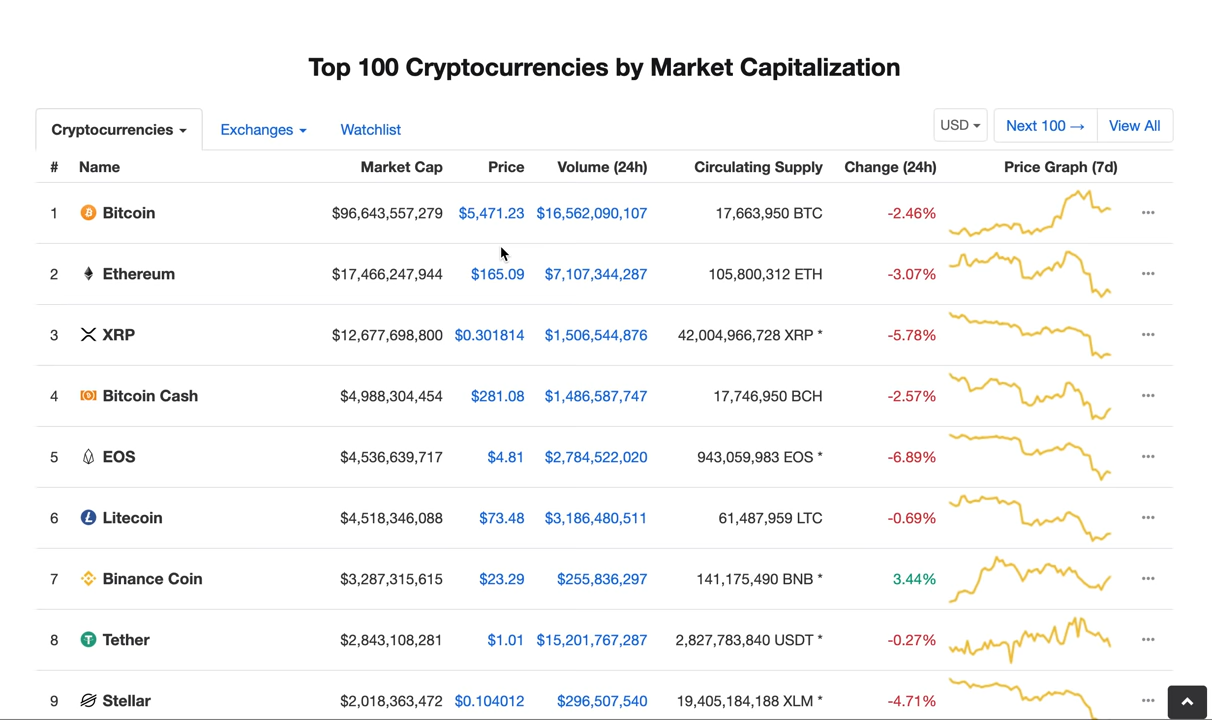 Top 100 Cryptocurrencies by Market Capitalization
Cryptocurrencies Exchanges Watchlist USD Next 100 → View All
# Name Market Cap Price Volume (24h) Circulating Supply Change (24h) Price Graph (7d)
1 Bitcoin $96,643,557,279 $5,471.23 $16,562,090,107 17,663,950 BTC -2.46%
2 Ethereum $17,466,247,944 $165.09 $7,107,344,287 105,800,312 ETH -3.07%
3 XRP $12,677,698,800 $0.301814 $1,506,544,876 42,004,966,728 XRP * -5.78%
4 Bitcoin Cash $4,988,304,454 $281.08 $1,486,587,747 17,746,950 BCH -2.57%
5 EOS $4,536,639,717 $4.81 $2,784,522,020 943,059,983 EOS * -6.89%
6 Litecoin $4,518,346,088 $73.48 $3,186,480,511 61,487,959 LTC -0.69%
7 Binance Coin $3,287,315,615 $23.29 $255,836,297 141,175,490 BNB * 3.44%
8 Tether $2,843,108,281 $1.01 $15,201,767,287 2,827,783,840 USDT * -0.27%
9 Stellar $2,018,363,472 $0.104012 $296,507,540 19,405,184,188 XLM * -4.71%